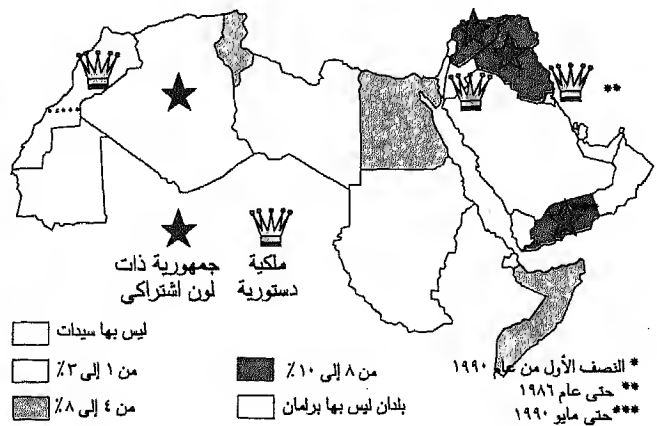 **
جمهورية ذات
لون اشتراكى
ملكية
دستورية
ليس بها سيدات
من ١ إلى ٣٪
من ٤ إلى ٨٪
من ٨ إلى ١٠٪
بلدان ليس بها برلمان
* النصف الأول من عام ١٩٩٠
** حتى عام ١٩٨٦
***حتى مايو ١٩٩٠